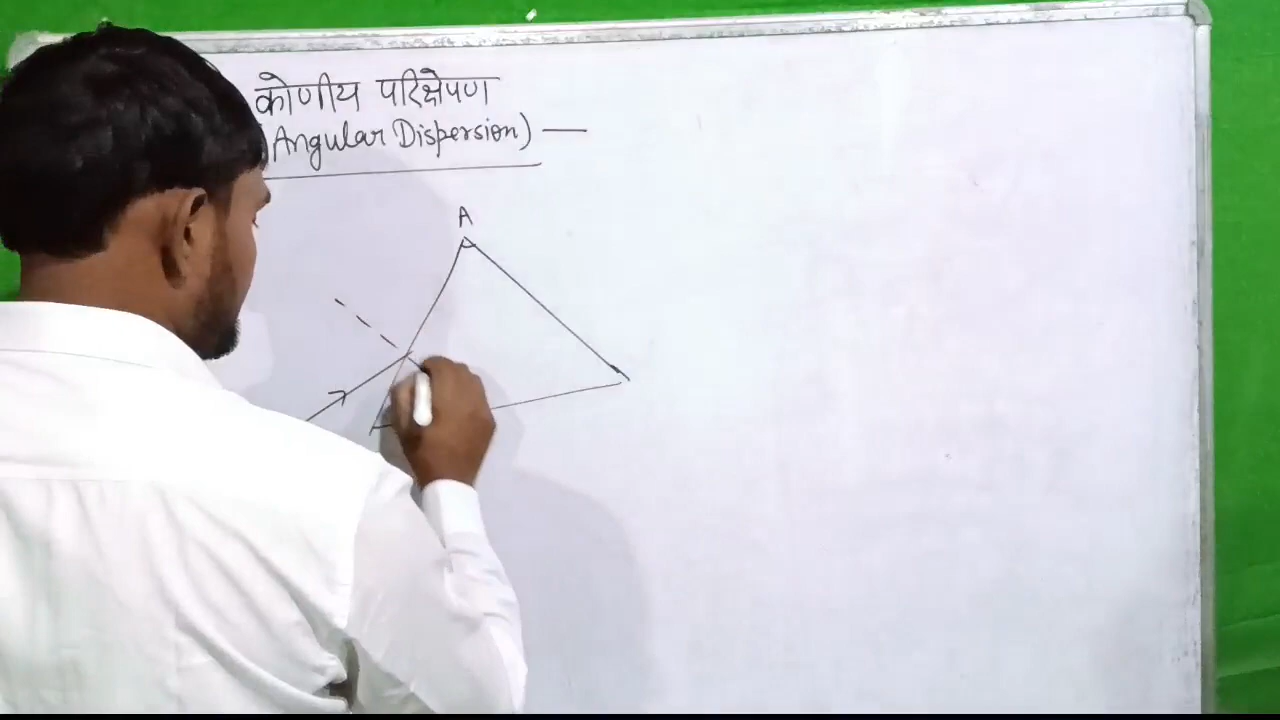 कोणीय परिक्षेपण
(Angular Dispersion) —
A